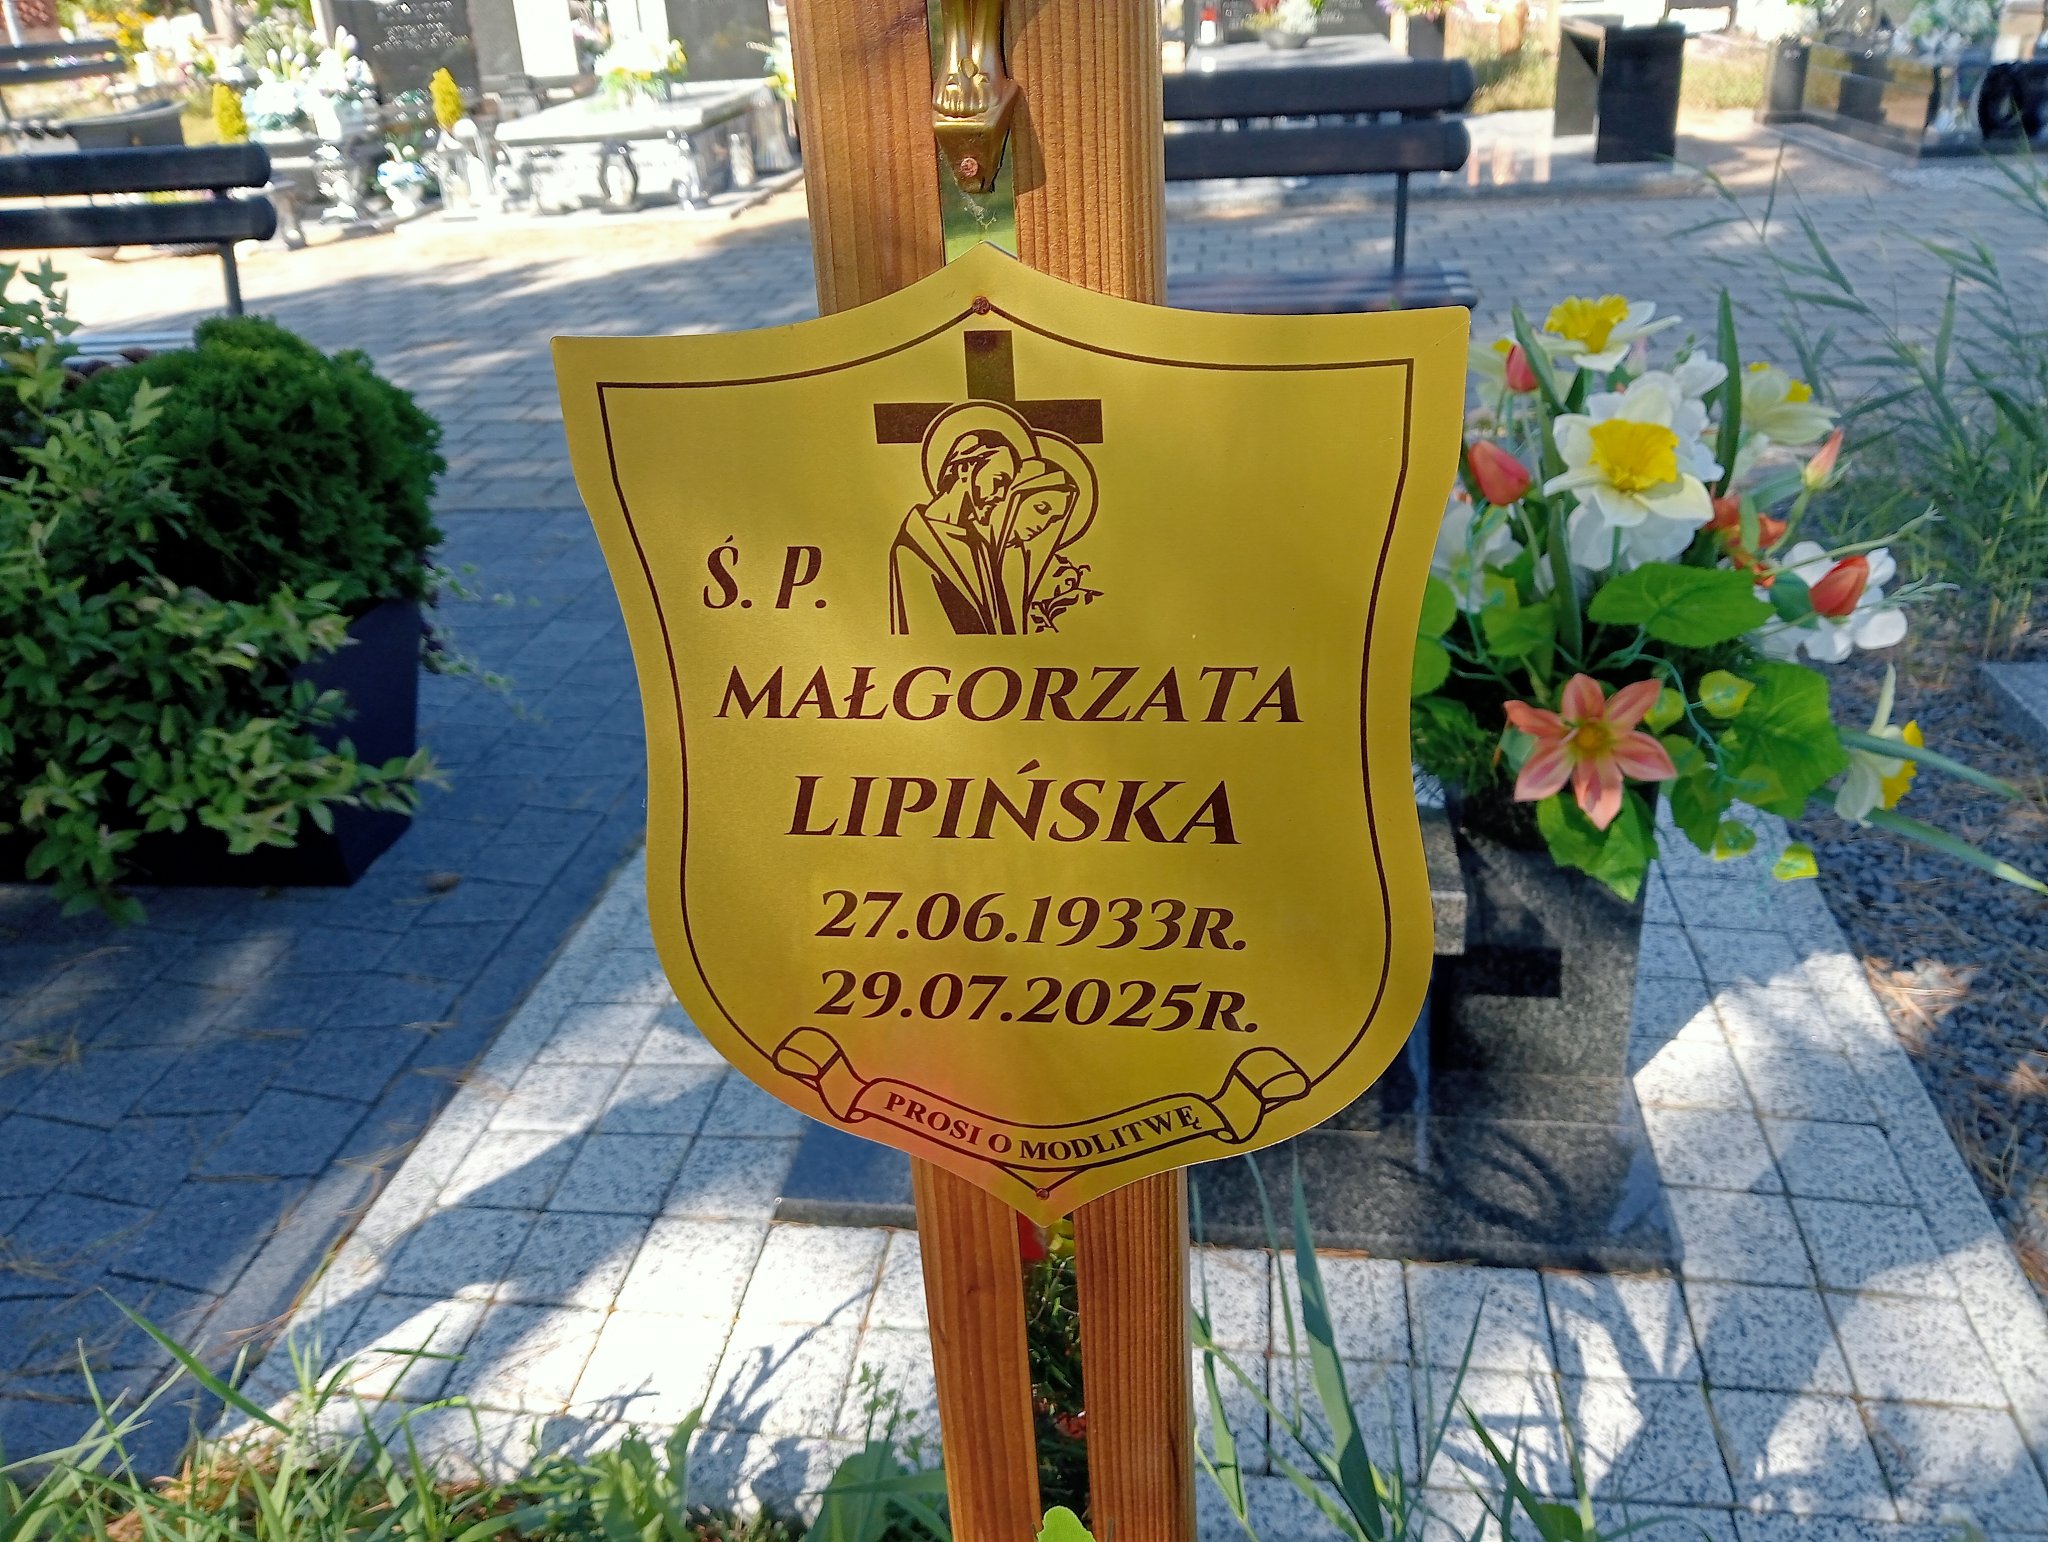 Ś. P.
MAŁGORZATA
LIPIŃSKA
27.06.1933R.
29.07.2025R.
PROSI O MODLITWĘ